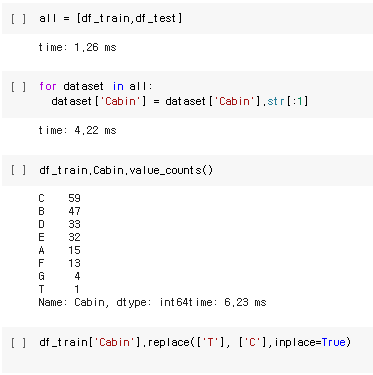 [ ] all = [df_train,df_test]
time: 1.26 ms
[ ] for dataset in all:
dataset['Cabin'] = dataset['Cabin'].str[:1]
time: 4.22 ms
[ ] df_train.Cabin.value_counts()
C 59
B 47
D 33
E 32
A 15
F 13
G 4
T 1
Name: Cabin, dtype: int64time: 6.23 ms
[ ] df_train['Cabin'].replace(['T'], ['C'],inplace=True)